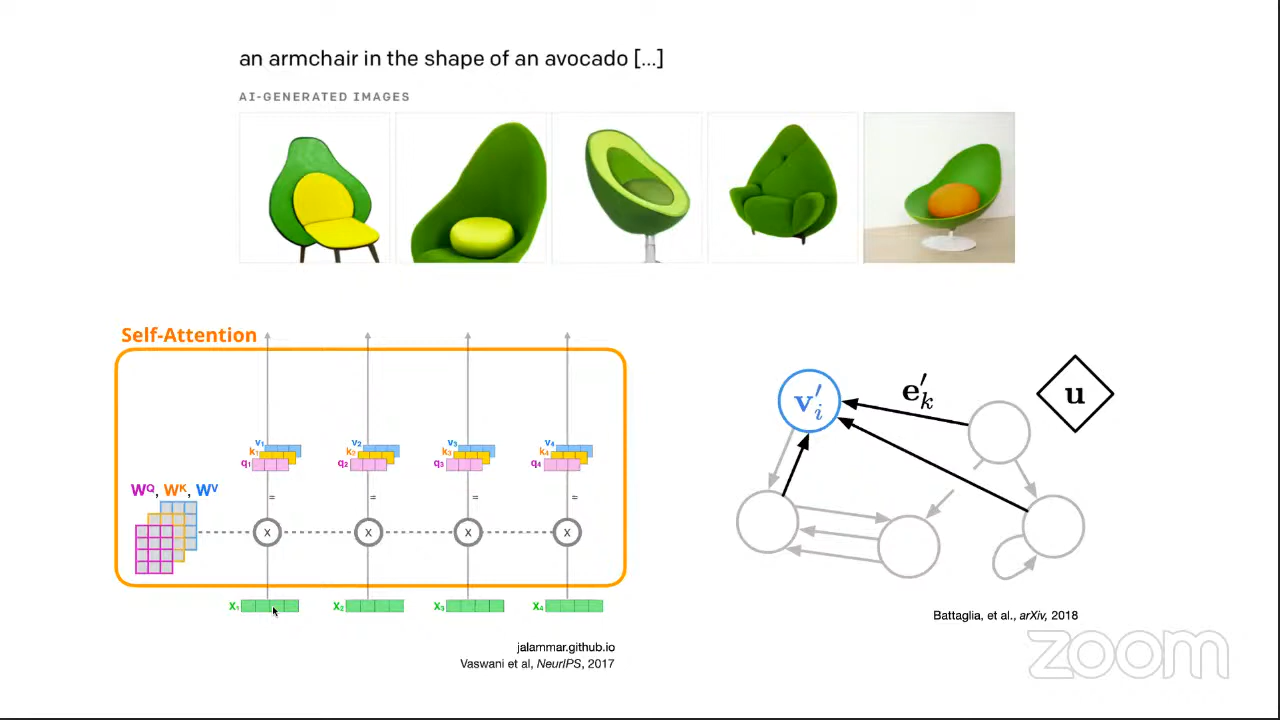 an armchair in the shape of an avocado [...]
AI-GENERATED IMAGES
Self-Attention
v₁ v₂ v₃ v₄
k₁ k₂ k₃ k₄
q₁ q₂ q₃ q₄
Wᴼ, Wᴷ, Wⱽ
= = = =
x x x x
X₁ X₂ X₃ X₄
jalammar.github.io
Vaswani et al, NeurIPS, 2017
v′ᵢ e′ₖ u
Battaglia, et al., arXiv, 2018
zoom